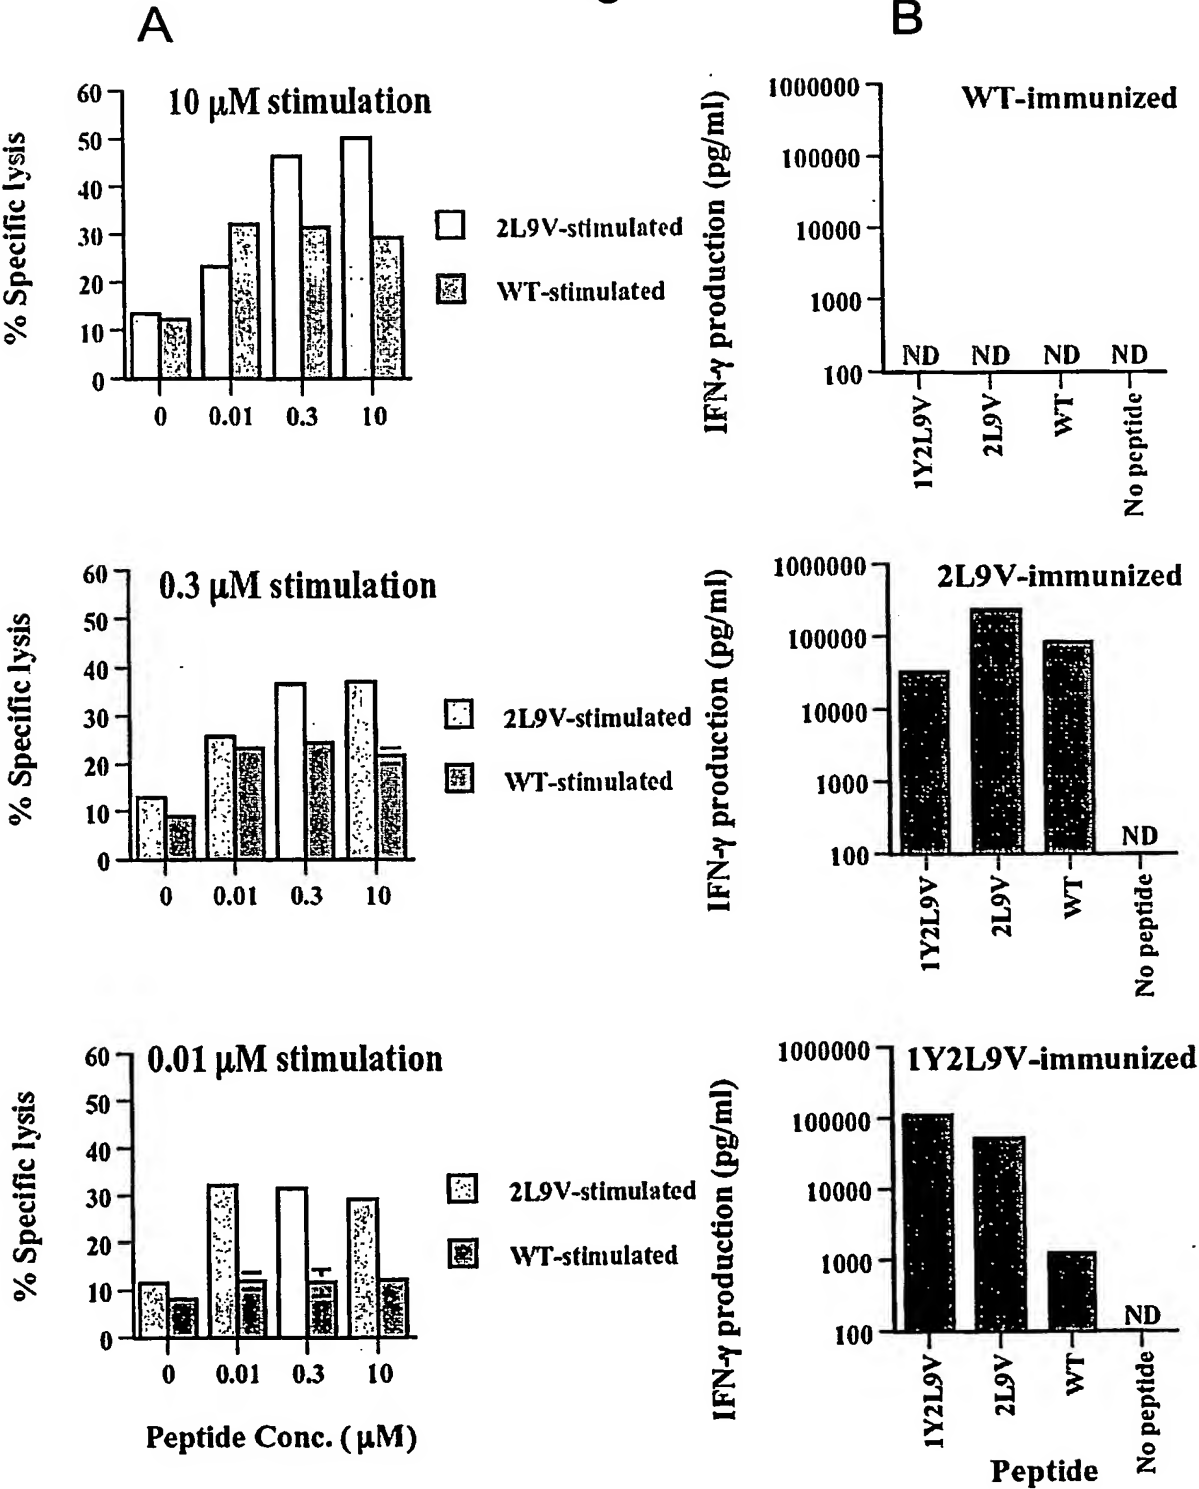 A
10 μM stimulation
% Specific lysis
60
50
40
30
20
10
0
0 0.01 0.3 10
2L9V-stimulated
WT-stimulated
0.3 μM stimulation
% Specific lysis
60
50
40
30
20
10
0
0 0.01 0.3 10
2L9V-stimulated
WT-stimulated
0.01 μM stimulation
% Specific lysis
60
50
40
30
20
10
0
0 0.01 0.3 10
2L9V-stimulated
WT-stimulated
Peptide Conc. (μM)
B
WT-immunized
IFN-γ production (pg/ml)
1000000
100000
10000
1000
100
ND ND ND ND
1Y2L9V
2L9V
WT
No peptide
2L9V-immunized
IFN-γ production (pg/ml)
1000000
100000
10000
1000
100
ND
1Y2L9V
2L9V
WT
No peptide
1Y2L9V-immunized
IFN-γ production (pg/ml)
1000000
100000
10000
1000
100
ND
1Y2L9V
2L9V
WT
No peptide
Peptide